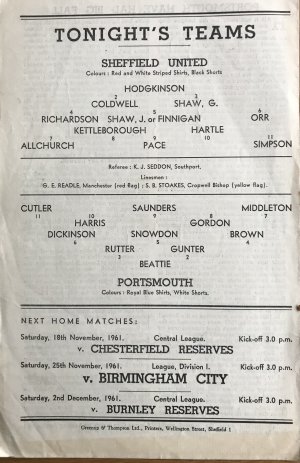 TONIGHT'S TEAMS
SHEFFIELD UNITED
Colours : Red and White Striped Shirts, Black Shorts
HODGKINSON
2 3
COLDWELL SHAW, G.
4 5 6
RICHARDSON SHAW, J. or FINNIGAN ORR
KETTLEBOROUGH HARTLE
7 8 9 10 11
ALLCHURCH PACE SIMPSON
Referee : K. J. SEDDON, Southport,
Linesmen :
G. E. READLE, Manchester (red flag) ; S. B. STOAKES, Cropwell Bishop (yellow flag).
CUTLER SAUNDERS MIDDLETON
11 10 9 8 7
HARRIS GORDON
DICKINSON SNOWDON BROWN
6 5 4
RUTTER GUNTER
3 2
BEATTIE
PORTSMOUTH
Colours : Royal Blue Shirts, White Shorts.
NEXT HOME MATCHES:
Saturday, 18th November, 1961. Central League. Kick-off 3.0 p.m.
v. CHESTERFIELD RESERVES
Saturday, 25th November, 1961. League, Division I. Kick-off 3.0 p.m.
v. BIRMINGHAM CITY
Saturday, 2nd December, 1961. Central League. Kick-off 3.0 p.m.
v. BURNLEY RESERVES
Greenup & Thompson Ltd., Printers, Wellington Street, Sheffield 1